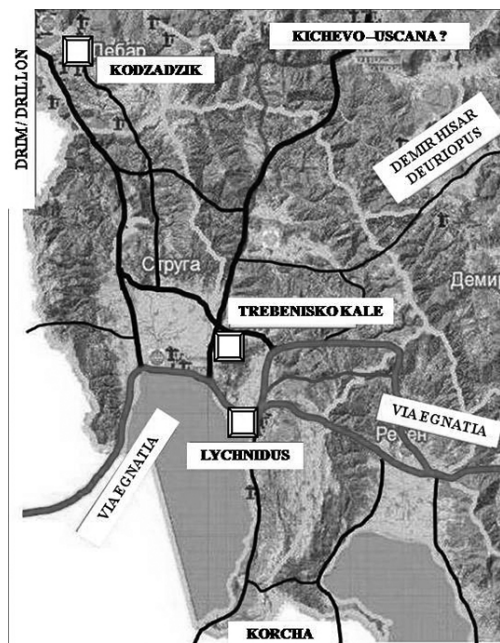 KICHEVO–USCANA ?
Дебар
KODZADZIK
DRIM / DRILLON
DEMIR HISAR
DEURIOPUS
Струга
Демир
TREBENISKO KALE
VIA EGNATIA
Ресен
LYCHNIDUS
VIA EGNATIA
KORCHA